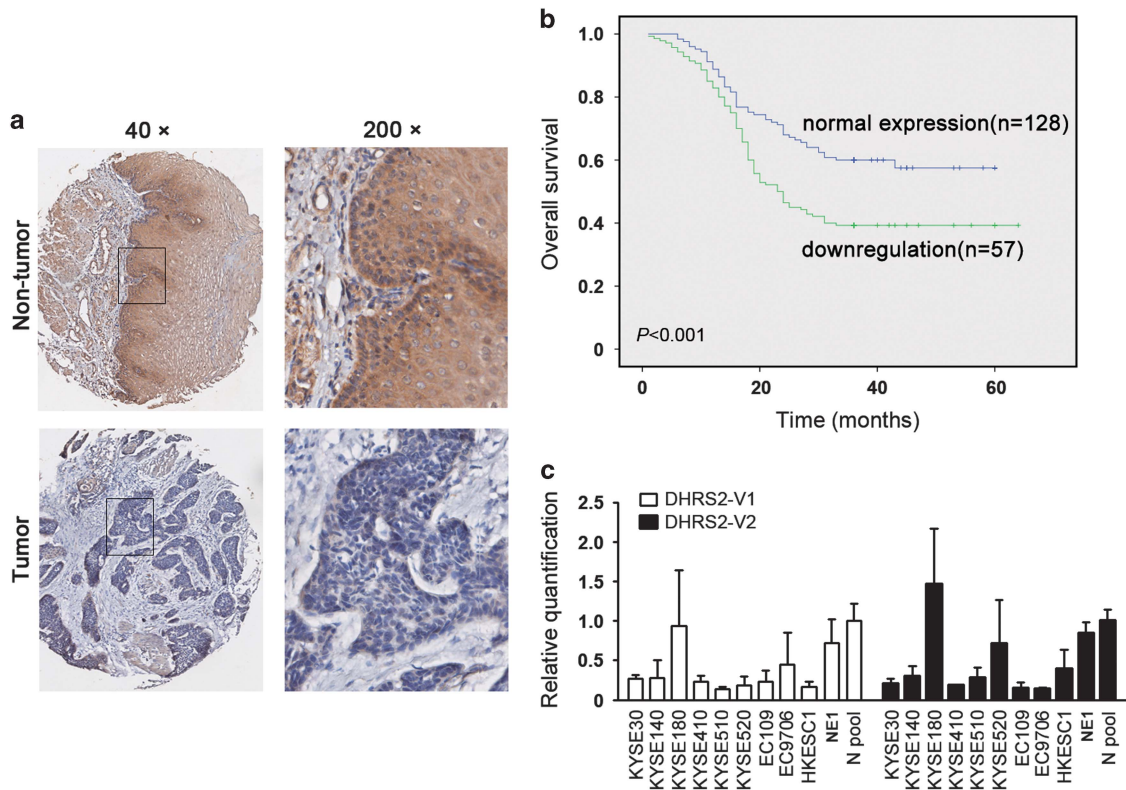 a
40 ×
200 ×
Non-tumor
Tumor
b
Overall survival
1.0
0.8
0.6
0.4
0.2
0
normal expression(n=128)
downregulation(n=57)
P<0.001
0
20
40
60
Time (months)
c
Relative quantification
2.5
2.0
1.5
1.0
0.5
0
DHRS2-V1
DHRS2-V2
KYSE30
KYSE140
KYSE180
KYSE410
KYSE510
KYSE520
EC109
EC9706
HKESC1
NE1
N pool
KYSE30
KYSE140
KYSE180
KYSE410
KYSE510
KYSE520
EC109
EC9706
HKESC1
NE1
N pool